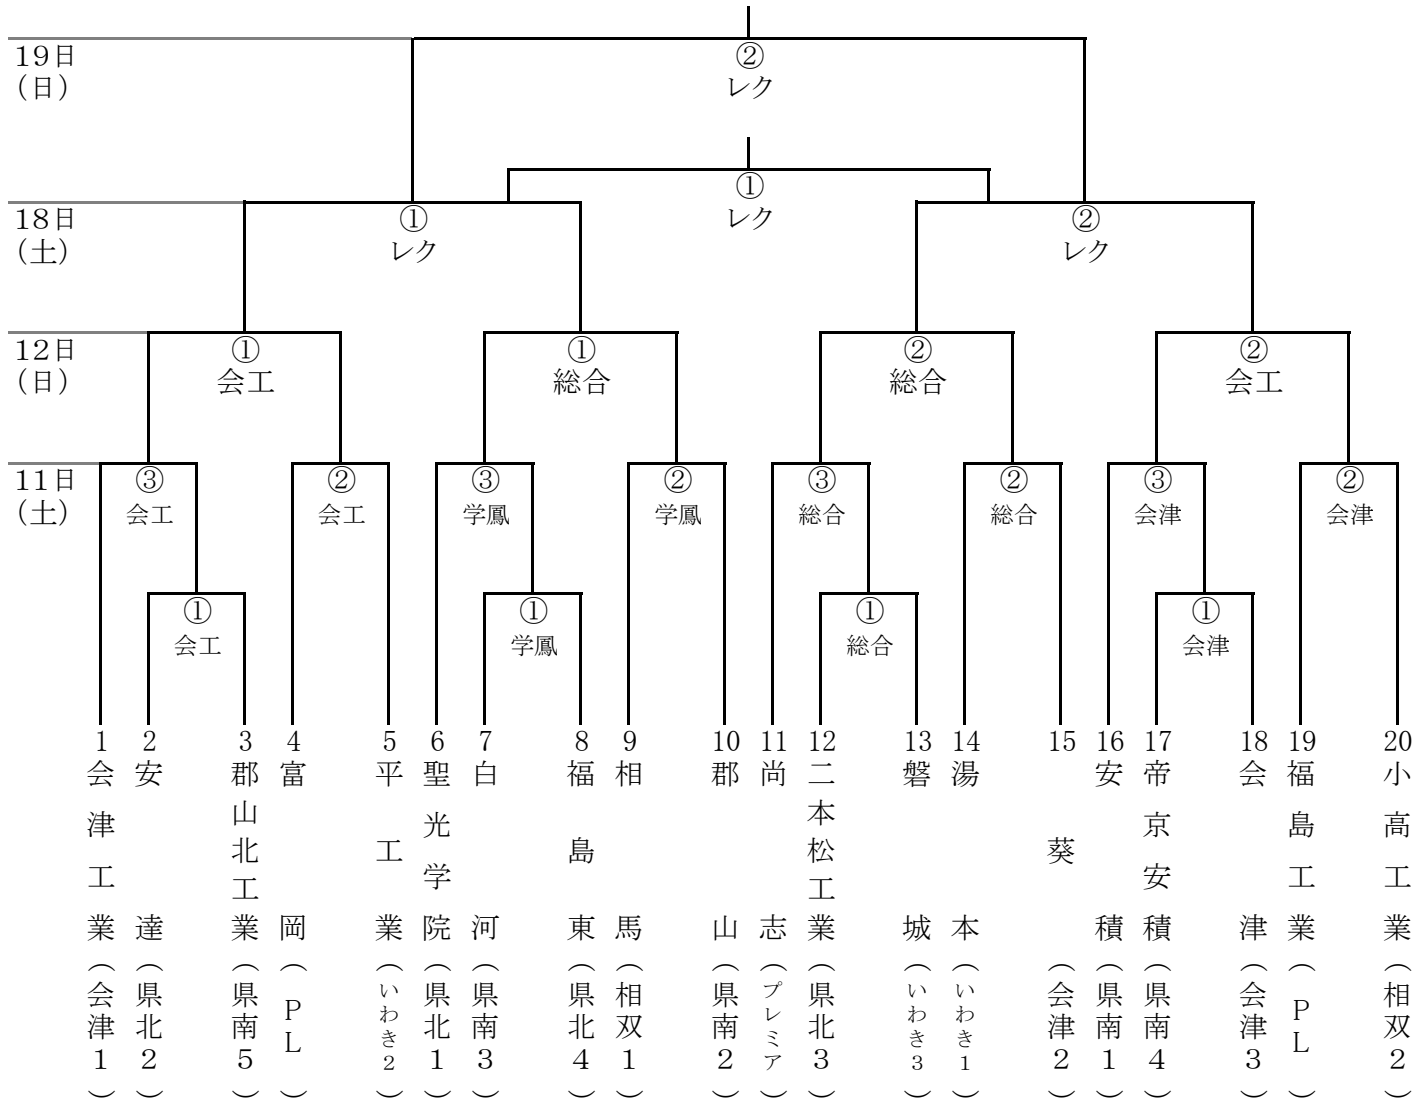 19日
（日）
②
レク
①
レク
18日
（土）
①
レク
②
レク
12日
（日）
①
会工
①
総合
②
総合
②
会工
11日
（土）
③
会工
②
会工
③
学鳳
②
学鳳
③
総合
②
総合
③
会津
②
会津
①
会工
①
学鳳
①
総合
①
会津
1 会津工業（会津1）
2 安達（県北2）
3 郡山北工業（県南5）
4 富岡（PL）
5 平工業（いわき2）
6 聖光学院（県北1）
7 白河（県南3）
8 福島東（県北4）
9 相馬（相双1）
10 郡山（県南2）
11 尚志（プレミア）
12 二本松工業（県北3）
13 磐城（いわき3）
14 湯本（いわき1）
15 葵（会津2）
16 安積（県南1）
17 帝京安積（県南4）
18 会津（会津3）
19 福島工業（PL）
20 小高工業（相双2）